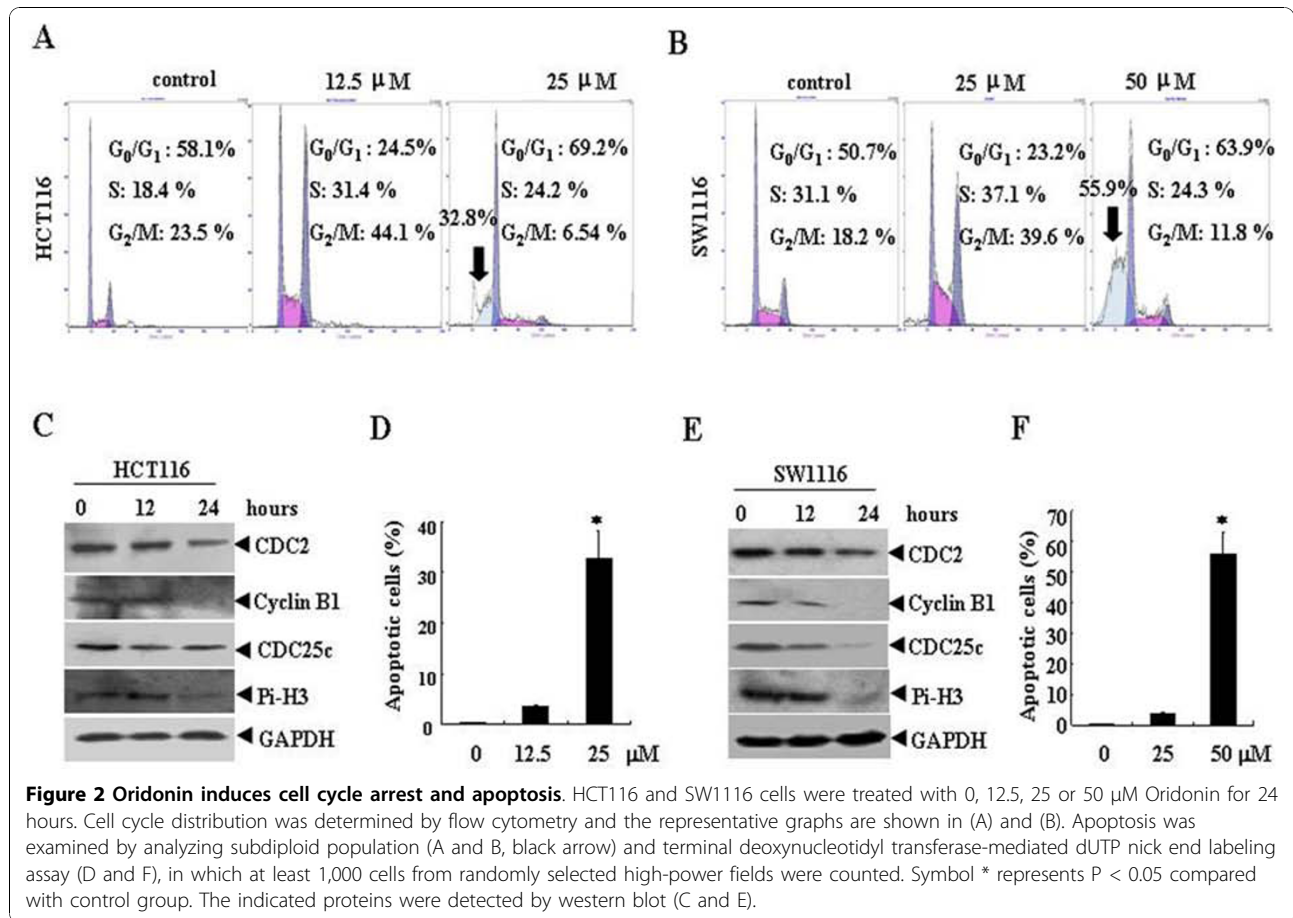 A
control 12.5 μM 25 μM
HCT116
G₀/G₁ : 58.1%
S: 18.4 %
G₂/M: 23.5 %
G₀/G₁ : 24.5%
S: 31.4 %
G₂/M: 44.1 %
32.8%
G₀/G₁ : 69.2%
S: 24.2 %
G₂/M: 6.54 %
B
control 25 μM 50 μM
SW1116
G₀/G₁ : 50.7%
S: 31.1 %
G₂/M: 18.2 %
G₀/G₁ : 23.2%
S: 37.1 %
G₂/M: 39.6 %
55.9%
G₀/G₁ : 63.9%
S: 24.3 %
G₂/M: 11.8 %
C
HCT116
0 12 24 hours
CDC2
Cyclin B1
CDC25c
Pi-H3
GAPDH
D
Apoptotic cells (%)
40
30
20
10
0
*
0 12.5 25 μM
E
SW1116
0 12 24 hours
CDC2
Cyclin B1
CDC25c
Pi-H3
GAPDH
F
Apoptotic cells (%)
70
60
50
40
30
20
10
0
*
0 25 50 μM
Figure 2 Oridonin induces cell cycle arrest and apoptosis. HCT116 and SW1116 cells were treated with 0, 12.5, 25 or 50 μM Oridonin for 24
hours. Cell cycle distribution was determined by flow cytometry and the representative graphs are shown in (A) and (B). Apoptosis was
examined by analyzing subdiploid population (A and B, black arrow) and terminal deoxynucleotidyl transferase-mediated dUTP nick end labeling
assay (D and F), in which at least 1,000 cells from randomly selected high-power fields were counted. Symbol * represents P < 0.05 compared
with control group. The indicated proteins were detected by western blot (C and E).